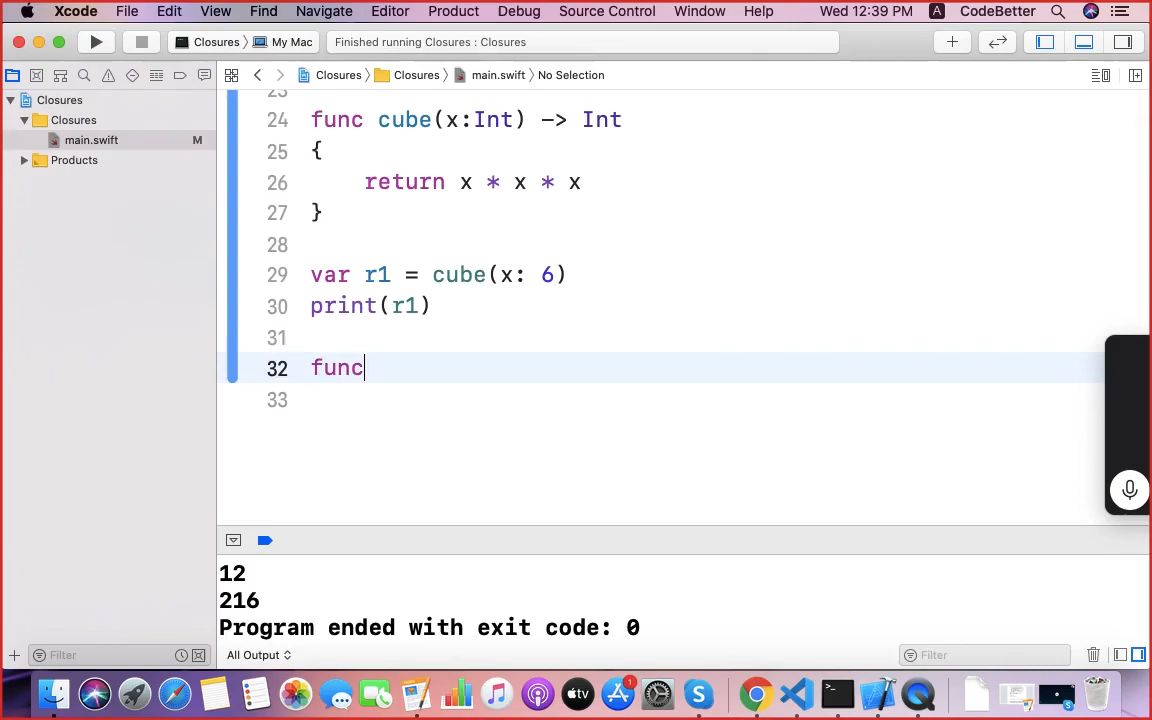 Xcode File Edit View Find Navigate Editor Product Debug Source Control Window Help Wed 12:39 PM A CodeBetter
Closures My Mac Finished running Closures : Closures
Closures Closures main.swift No Selection
Closures
Closures
main.swift M
Products
23
24 func cube(x:Int) -> Int
25 {
26 return x * x * x
27 }
28
29 var r1 = cube(x: 6)
30 print(r1)
31
32 func
33
12
216
Program ended with exit code: 0
Filter All Output Filter
tv 1